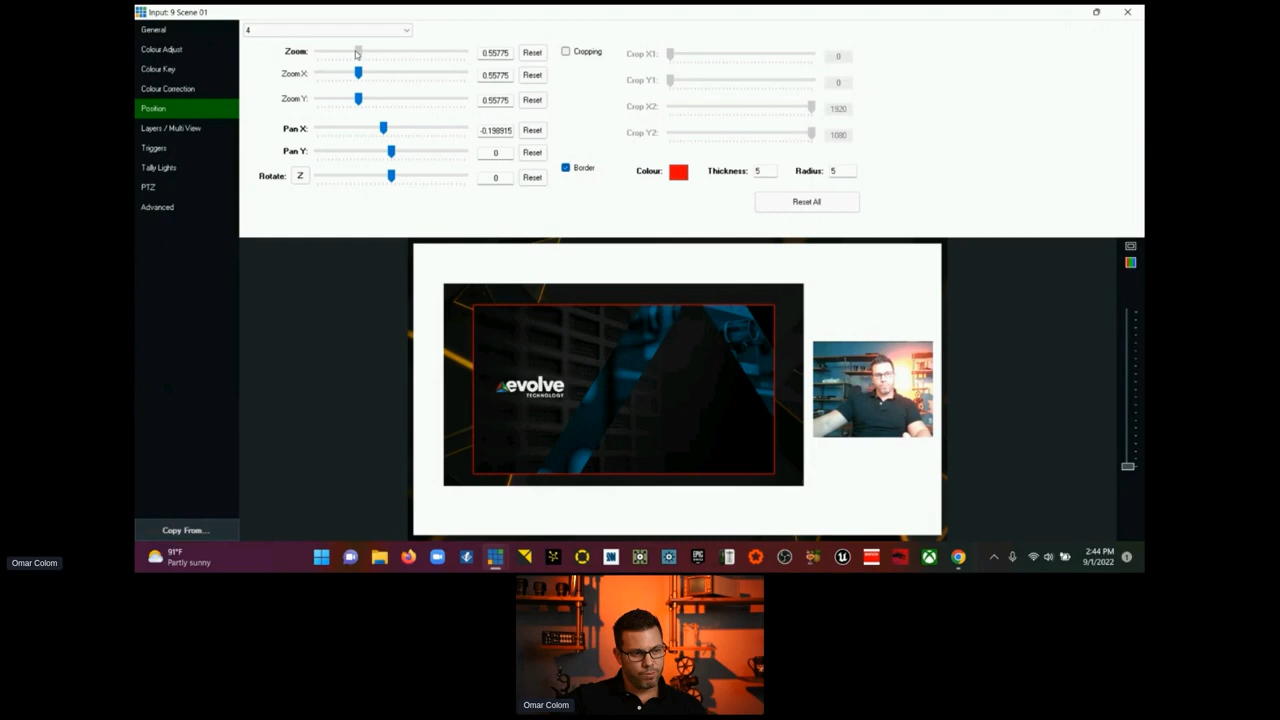 Input: 9 Scene 01
General
Colour Adjust
Colour Key
Colour Correction
Position
Layers / Multi View
Triggers
Tally Lights
PTZ
Advanced
Copy From...
4
Zoom: 0.55775 Reset
Zoom X: 0.55775 Reset
Zoom Y: 0.55775 Reset
Pan X: -0.198915 Reset
Pan Y: 0 Reset
Rotate: Z 0 Reset
Cropping
Crop X1: 0
Crop Y1: 0
Crop X2: 1920
Crop Y2: 1080
Border Colour: Thickness: 5 Radius: 5
Reset All
evolve
TECHNOLOGY
91°F
Partly sunny
2:44 PM
9/1/2022
1
Omar Colom
Omar Colom